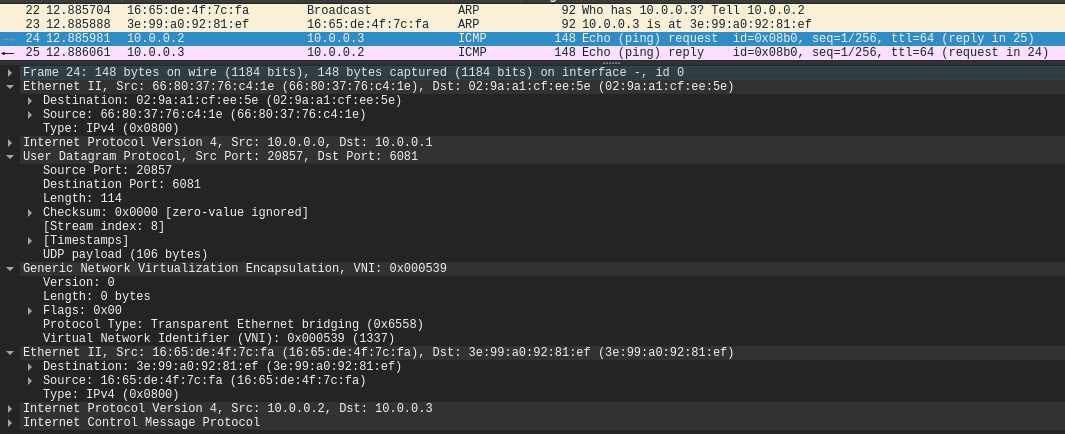 22 12.885704 16:65:de:4f:7c:fa Broadcast ARP 92 Who has 10.0.0.3? Tell 10.0.0.2
23 12.885888 3e:99:a0:92:81:ef 16:65:de:4f:7c:fa ARP 92 10.0.0.3 is at 3e:99:a0:92:81:ef
24 12.885981 10.0.0.2 10.0.0.3 ICMP 148 Echo (ping) request id=0x08b0, seq=1/256, ttl=64 (reply in 25)
25 12.886061 10.0.0.3 10.0.0.2 ICMP 148 Echo (ping) reply id=0x08b0, seq=1/256, ttl=64 (request in 24)
Frame 24: 148 bytes on wire (1184 bits), 148 bytes captured (1184 bits) on interface -, id 0
Ethernet II, Src: 66:80:37:76:c4:1e (66:80:37:76:c4:1e), Dst: 02:9a:a1:cf:ee:5e (02:9a:a1:cf:ee:5e)
Destination: 02:9a:a1:cf:ee:5e (02:9a:a1:cf:ee:5e)
Source: 66:80:37:76:c4:1e (66:80:37:76:c4:1e)
Type: IPv4 (0x0800)
Internet Protocol Version 4, Src: 10.0.0.0, Dst: 10.0.0.1
User Datagram Protocol, Src Port: 20857, Dst Port: 6081
Source Port: 20857
Destination Port: 6081
Length: 114
Checksum: 0x0000 [zero-value ignored]
[Stream index: 8]
[Timestamps]
UDP payload (106 bytes)
Generic Network Virtualization Encapsulation, VNI: 0x000539
Version: 0
Length: 0 bytes
Flags: 0x00
Protocol Type: Transparent Ethernet bridging (0x6558)
Virtual Network Identifier (VNI): 0x000539 (1337)
Ethernet II, Src: 16:65:de:4f:7c:fa (16:65:de:4f:7c:fa), Dst: 3e:99:a0:92:81:ef (3e:99:a0:92:81:ef)
Destination: 3e:99:a0:92:81:ef (3e:99:a0:92:81:ef)
Source: 16:65:de:4f:7c:fa (16:65:de:4f:7c:fa)
Type: IPv4 (0x0800)
Internet Protocol Version 4, Src: 10.0.0.2, Dst: 10.0.0.3
Internet Control Message Protocol